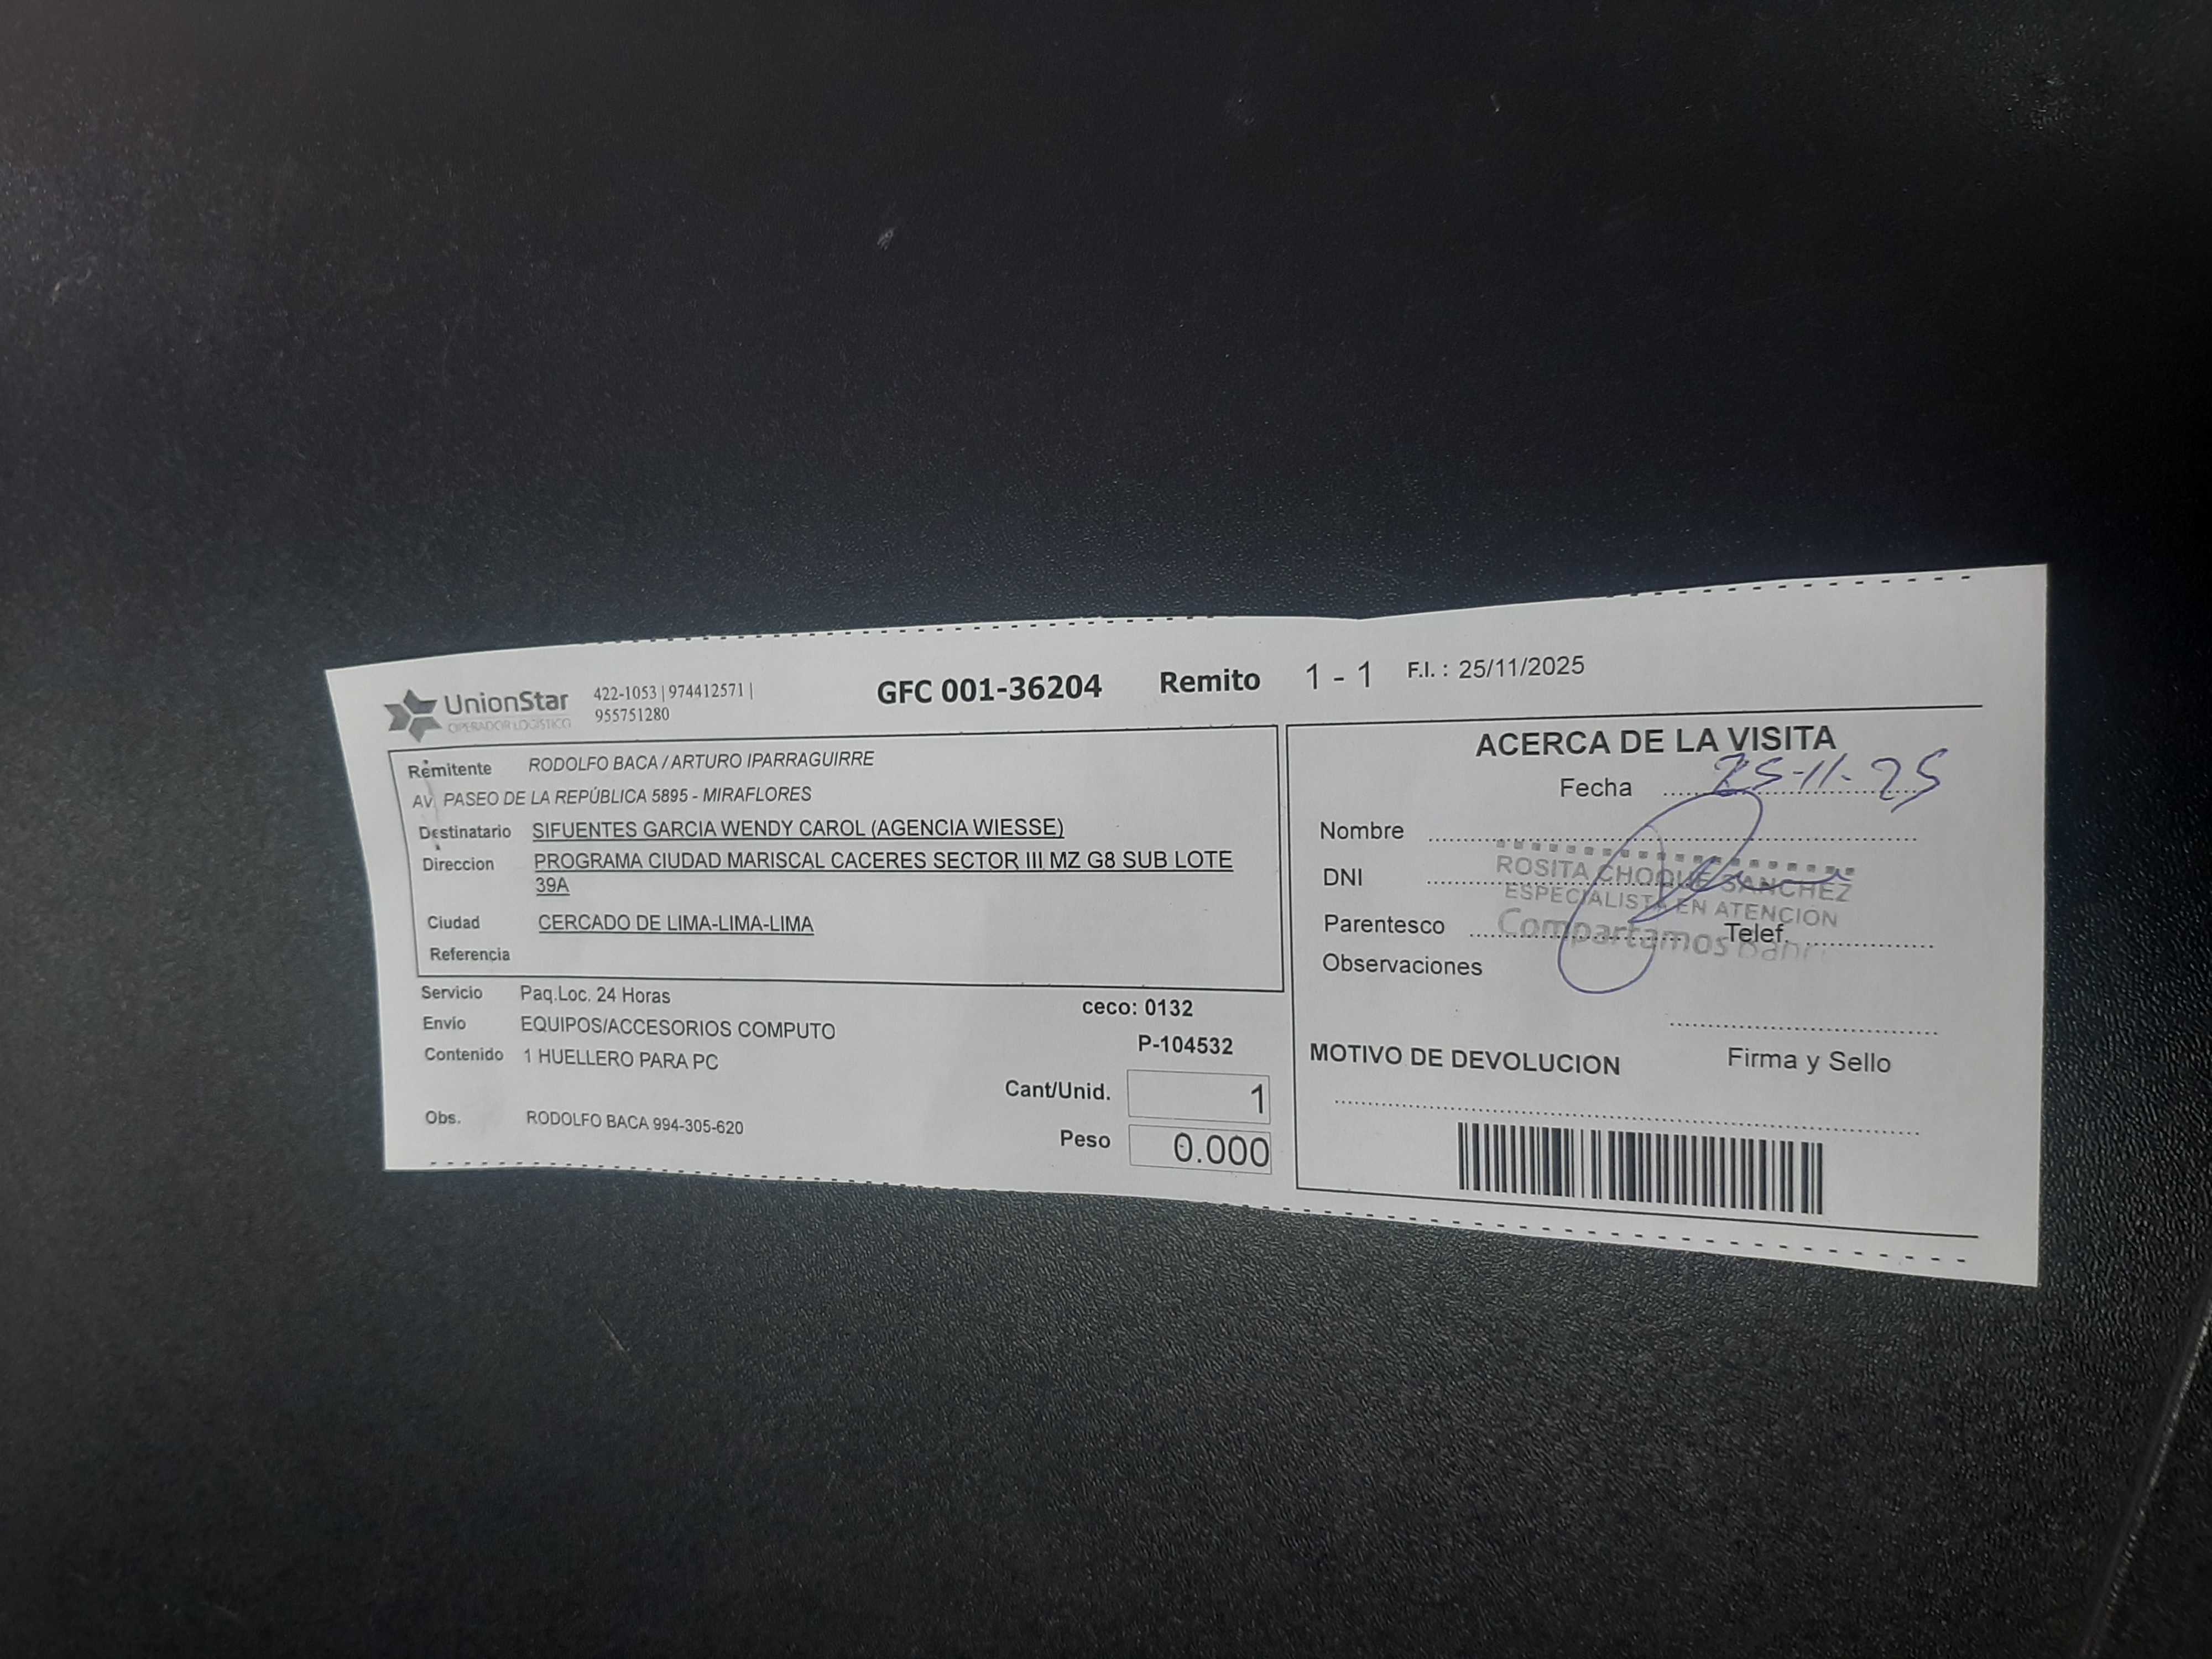 UnionStar
OPERADOR LOGÍSTICO
422-1053 | 974412571 |
955751280
GFC 001-36204 Remito 1 - 1 F.I. : 25/11/2025
Remitente RODOLFO BACA / ARTURO IPARRAGUIRRE
AV. PASEO DE LA REPÚBLICA 5895 - MIRAFLORES
Destinatario SIFUENTES GARCIA WENDY CAROL (AGENCIA WIESSE)
Direccion PROGRAMA CIUDAD MARISCAL CACERES SECTOR III MZ G8 SUB LOTE
39A
Ciudad CERCADO DE LIMA-LIMA-LIMA
Referencia
Servicio Paq.Loc. 24 Horas
ceco: 0132
Envío EQUIPOS/ACCESORIOS COMPUTO
P-104532
Contenido 1 HUELLERO PARA PC
Cant/Unid. 1
Obs. RODOLFO BACA 994-305-620
Peso 0.000
ACERCA DE LA VISITA
Fecha 25-11-25
Nombre
DNI
ROSITA CHOQUE SANCHEZ
ESPECIALISTA EN ATENCION
Compartamos Banco
Parentesco Telef.
Observaciones
Firma y Sello
MOTIVO DE DEVOLUCION